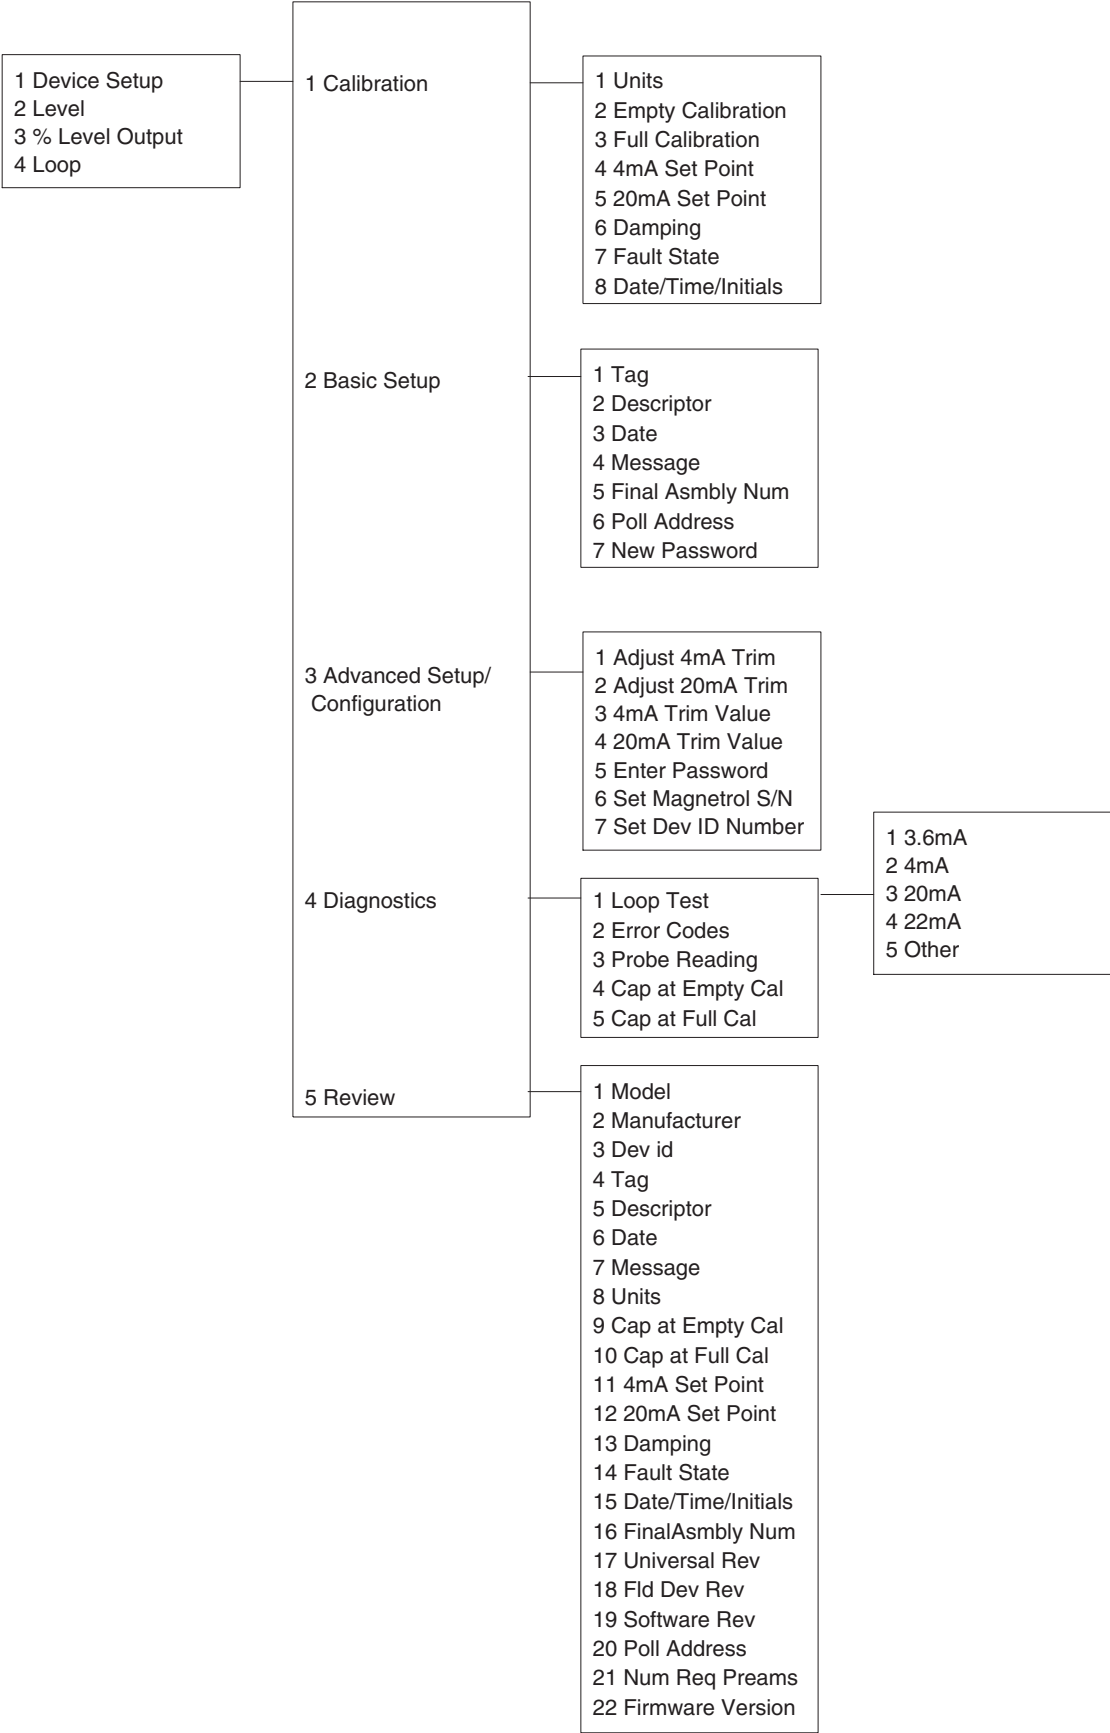 1 Device Setup
2 Level
3 % Level Output
4 Loop
1 Calibration
1 Units
2 Empty Calibration
3 Full Calibration
4 4mA Set Point
5 20mA Set Point
6 Damping
7 Fault State
8 Date/Time/Initials
2 Basic Setup
1 Tag
2 Descriptor
3 Date
4 Message
5 Final Asmbly Num
6 Poll Address
7 New Password
3 Advanced Setup/
Configuration
1 Adjust 4mA Trim
2 Adjust 20mA Trim
3 4mA Trim Value
4 20mA Trim Value
5 Enter Password
6 Set Magnetrol S/N
7 Set Dev ID Number
4 Diagnostics
1 Loop Test
2 Error Codes
3 Probe Reading
4 Cap at Empty Cal
5 Cap at Full Cal
1 3.6mA
2 4mA
3 20mA
4 22mA
5 Other
5 Review
1 Model
2 Manufacturer
3 Dev id
4 Tag
5 Descriptor
6 Date
7 Message
8 Units
9 Cap at Empty Cal
10 Cap at Full Cal
11 4mA Set Point
12 20mA Set Point
13 Damping
14 Fault State
15 Date/Time/Initials
16 FinalAsmbly Num
17 Universal Rev
18 Fld Dev Rev
19 Software Rev
20 Poll Address
21 Num Req Preams
22 Firmware Version